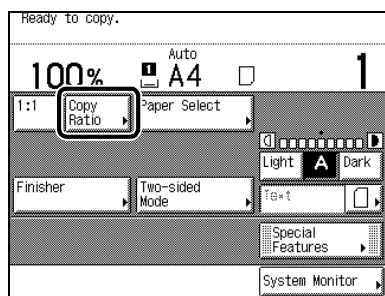 Ready to copy.
100% 1 Auto A4 1
1:1 Copy Ratio Paper Select
Light A Dark
Finisher Two-sided Mode Text
Special Features
System Monitor